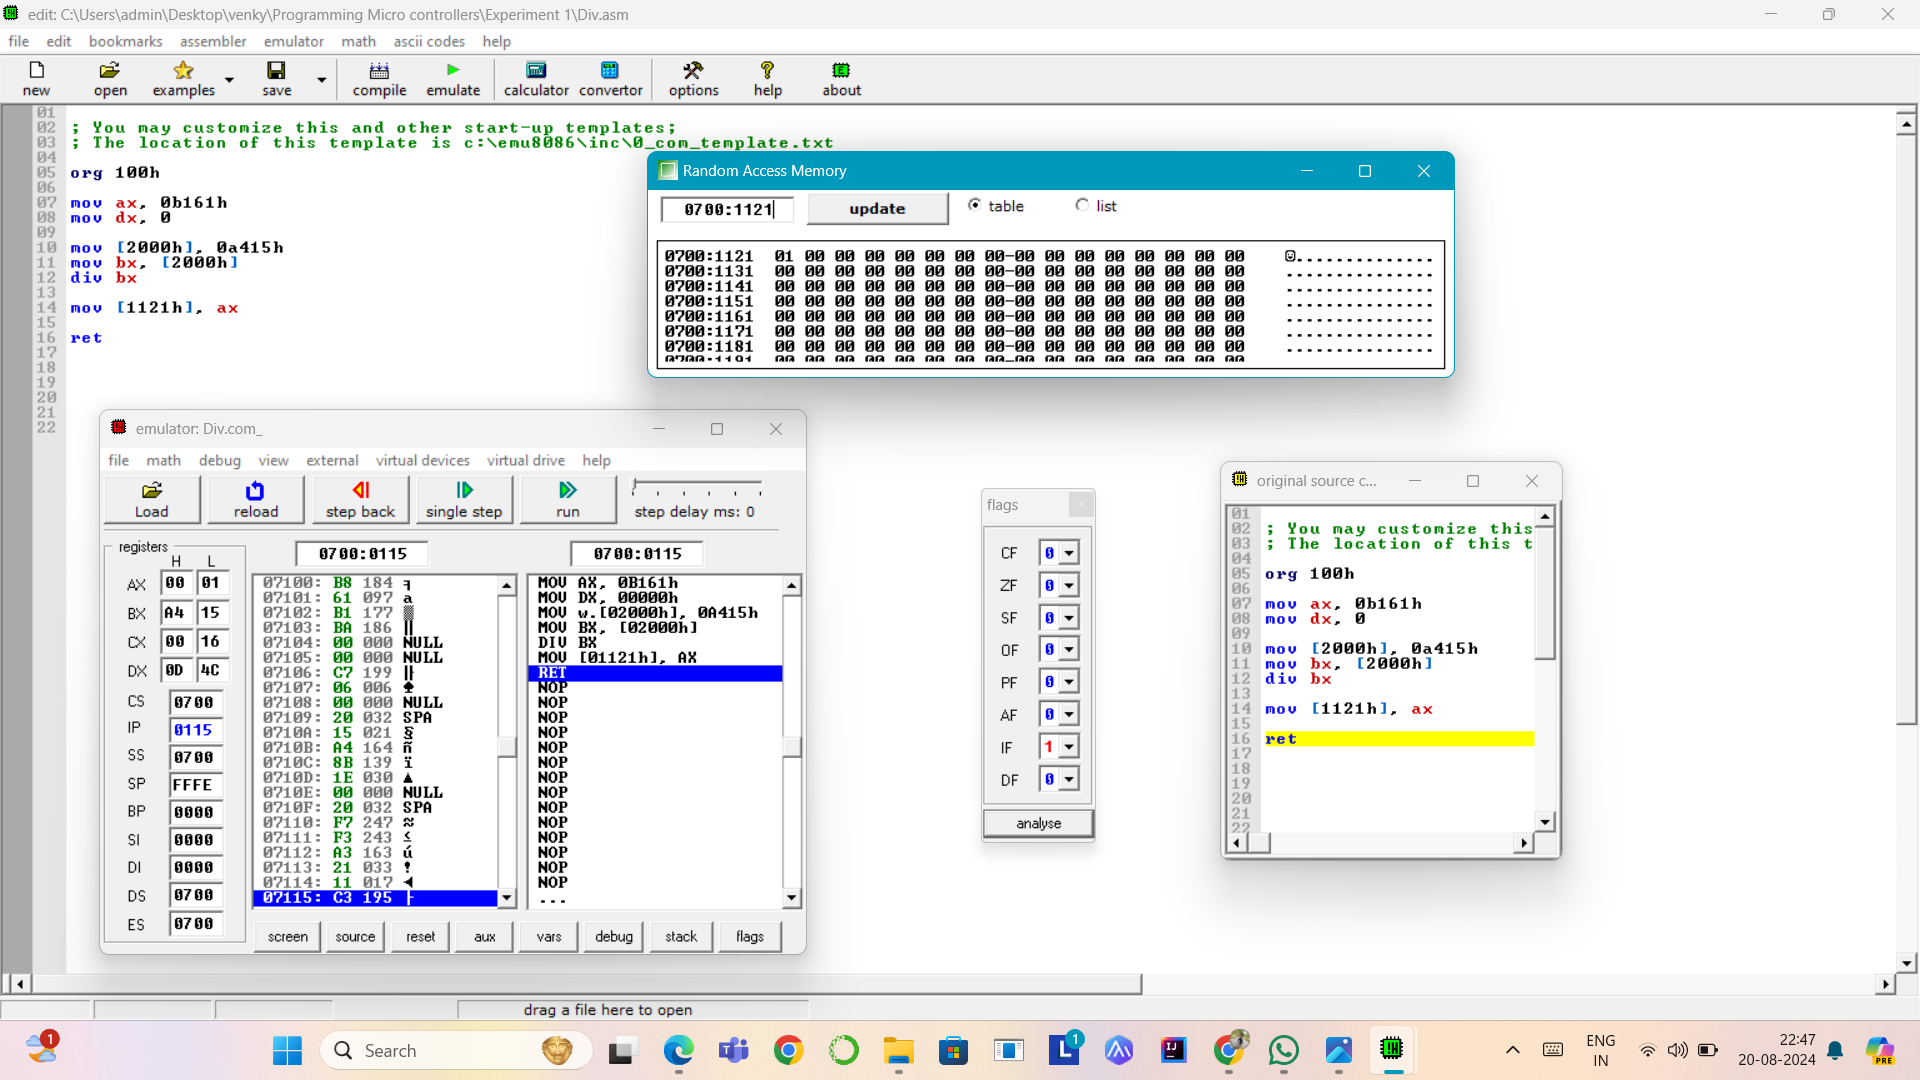 edit: C:\Users\admin\Desktop\venky\Programming Micro controllers\Experiment 1\Div.asm
file edit bookmarks assembler emulator math ascii codes help
new open examples save compile emulate calculator convertor options help about
01
02 ; You may customize this and other start-up templates;
03 ; The location of this template is c:\emu8086\inc\0_com_template.txt
04
05 org 100h
06
07 mov ax, 0b161h
08 mov dx, 0
09
10 mov [2000h], 0a415h
11 mov bx, [2000h]
12 div bx
13
14 mov [1121h], ax
15
16 ret
17
18
19
20
21
22
Random Access Memory
0700:1121 update table list
0700:1121 01 00 00 00 00 00 00 00-00 00 00 00 00 00 00 00 ☺...............
0700:1131 00 00 00 00 00 00 00 00-00 00 00 00 00 00 00 00 ................
0700:1141 00 00 00 00 00 00 00 00-00 00 00 00 00 00 00 00 ................
0700:1151 00 00 00 00 00 00 00 00-00 00 00 00 00 00 00 00 ................
0700:1161 00 00 00 00 00 00 00 00-00 00 00 00 00 00 00 00 ................
0700:1171 00 00 00 00 00 00 00 00-00 00 00 00 00 00 00 00 ................
0700:1181 00 00 00 00 00 00 00 00-00 00 00 00 00 00 00 00 ................
0700:1191 00 00 00 00 00 00 00 00-00 00 00 00 00 00 00 00
emulator: Div.com_
file math debug view external virtual devices virtual drive help
Load reload step back single step run step delay ms: 0
registers
H L
AX 00 01
BX A4 15
CX 00 16
DX 0D 4C
CS 0700
IP 0115
SS 0700
SP FFFE
BP 0000
SI 0000
DI 0000
DS 0700
ES 0700
0700:0115 0700:0115
07100: B8 184 ╕
07101: 61 097 a
07102: B1 177 ▒
07103: BA 186 ║
07104: 00 000 NULL
07105: 00 000 NULL
07106: C7 199 ╟
07107: 06 006 ♠
07108: 00 000 NULL
07109: 20 032 SPA
0710A: 15 021 §
0710B: A4 164 ñ
0710C: 8B 139 ï
0710D: 1E 030 ▲
0710E: 00 000 NULL
0710F: 20 032 SPA
07110: F7 247 ≈
07111: F3 243 ≤
07112: A3 163 ú
07113: 21 033 !
07114: 11 017 ◄
07115: C3 195 ├
MOV AX, 0B161h
MOV DX, 00000h
MOV w.[02000h], 0A415h
MOV BX, [02000h]
DIV BX
MOV [01121h], AX
RET
NOP
NOP
NOP
NOP
NOP
NOP
NOP
NOP
NOP
NOP
NOP
NOP
NOP
NOP
...
screen source reset aux vars debug stack flags
flags
CF 0
ZF 0
SF 0
OF 0
PF 0
AF 0
IF 1
DF 0
analyse
original source c...
01
02 ; You may customize this
03 ; The location of this t
04
05 org 100h
06
07 mov ax, 0b161h
08 mov dx, 0
09
10 mov [2000h], 0a415h
11 mov bx, [2000h]
12 div bx
13
14 mov [1121h], ax
15
16 ret
17
18
19
20
21
22
drag a file here to open
1 Search 1 ENG IN 22:47 20-08-2024 PRE